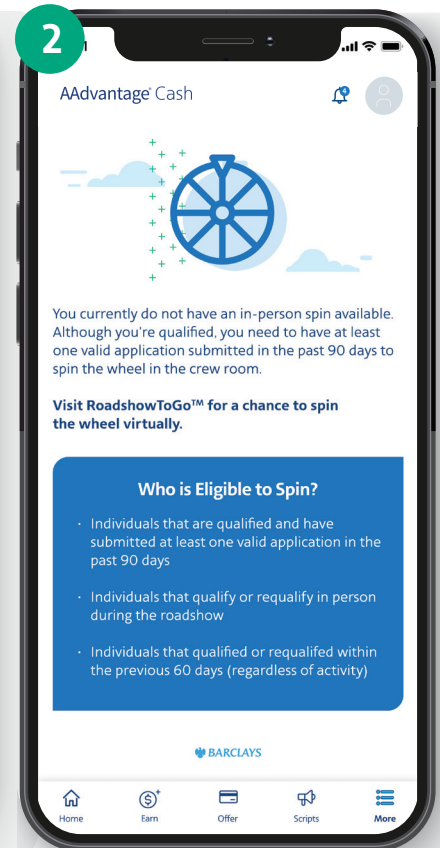 2
AAdvantage® Cash
4
You currently do not have an in-person spin available.
Although you're qualified, you need to have at least
one valid application submitted in the past 90 days to
spin the wheel in the crew room.
Visit RoadshowToGo™ for a chance to spin
the wheel virtually.
Who is Eligible to Spin?
· Individuals that are qualified and have
submitted at least one valid application in the
past 90 days
· Individuals that qualify or requalify in person
during the roadshow
· Individuals that qualified or requalifed within
the previous 60 days (regardless of activity)
BARCLAYS
Home Earn Offer Scripts More